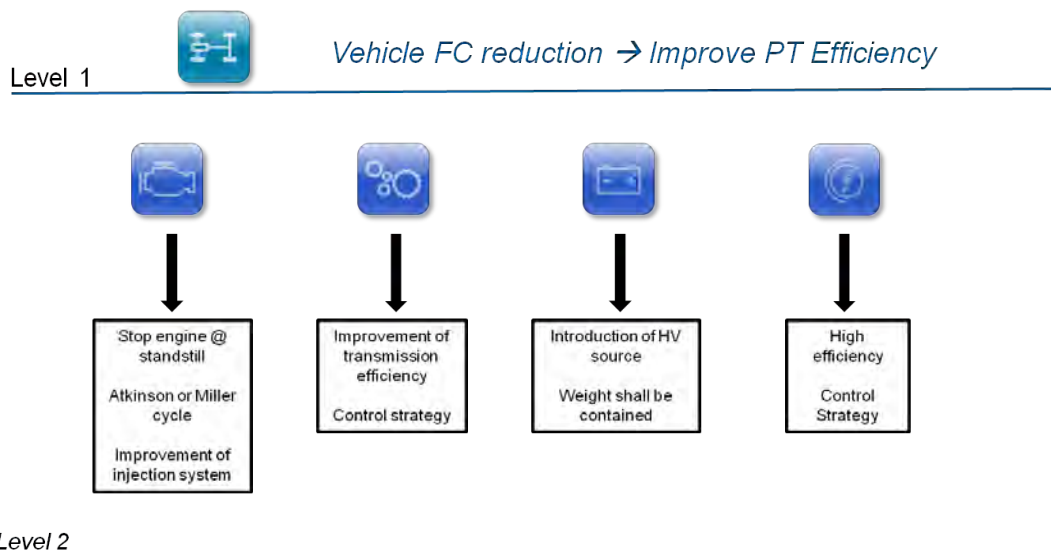 Vehicle FC reduction → Improve PT Efficiency
Level 1
Stop engine @
standstill
Atkinson or Miller
cycle
Improvement of
injection system
Improvement of
transmission
efficiency
Control strategy
Introduction of HV
source
Weight shall be
contained
High
efficiency
Control
Strategy
Level 2